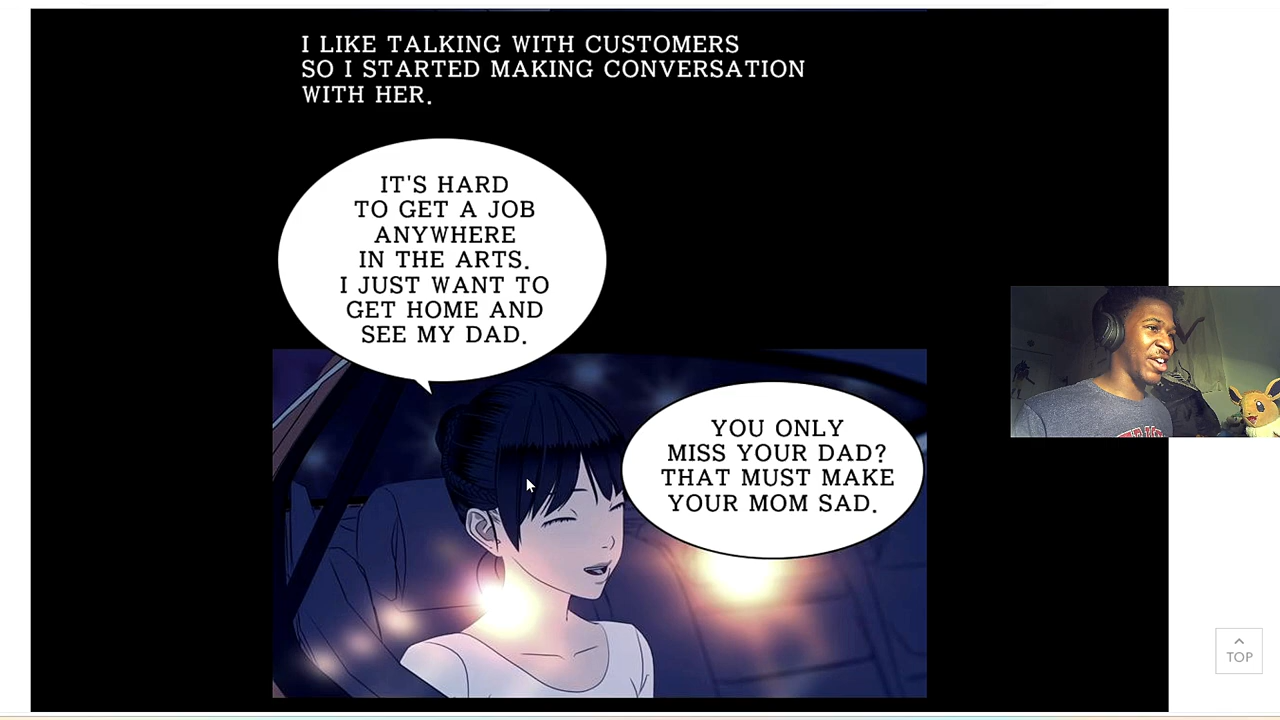 I LIKE TALKING WITH CUSTOMERS
SO I STARTED MAKING CONVERSATION
WITH HER.
IT'S HARD
TO GET A JOB
ANYWHERE
IN THE ARTS.
I JUST WANT TO
GET HOME AND
SEE MY DAD.
YOU ONLY
MISS YOUR DAD?
THAT MUST MAKE
YOUR MOM SAD.
TOP